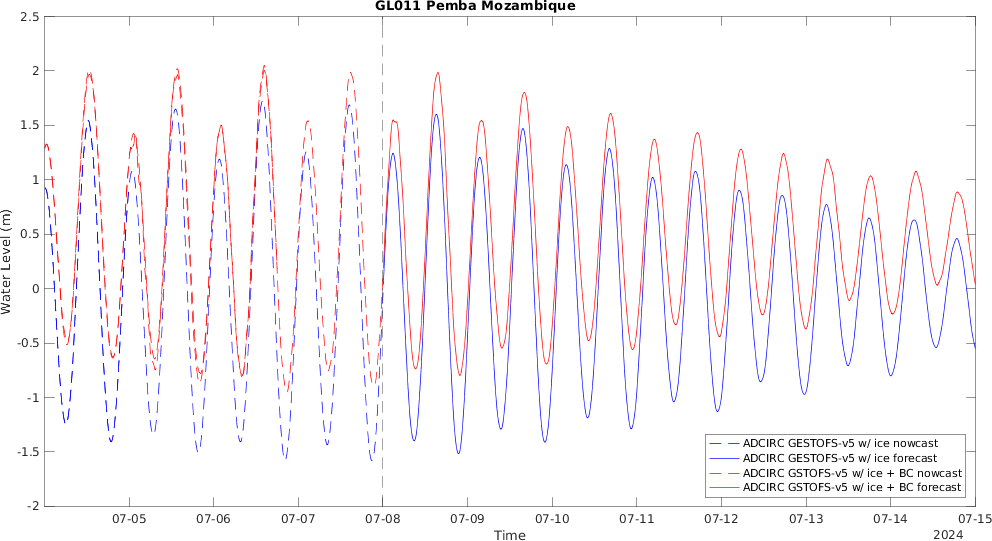 GL011 Pemba Mozambique
2.5
2
1.5
1
0.5
0
-0.5
-1
-1.5
-2
Water Level (m)
ADCIRC GESTOFS-v5 w/ ice nowcast
ADCIRC GESTOFS-v5 w/ ice forecast
ADCIRC GSTOFS-v5 w/ ice + BC nowcast
ADCIRC GSTOFS-v5 w/ ice + BC forecast
07-05 07-06 07-07 07-08 07-09 07-10 07-11 07-12 07-13 07-14 07-15
Time
2024